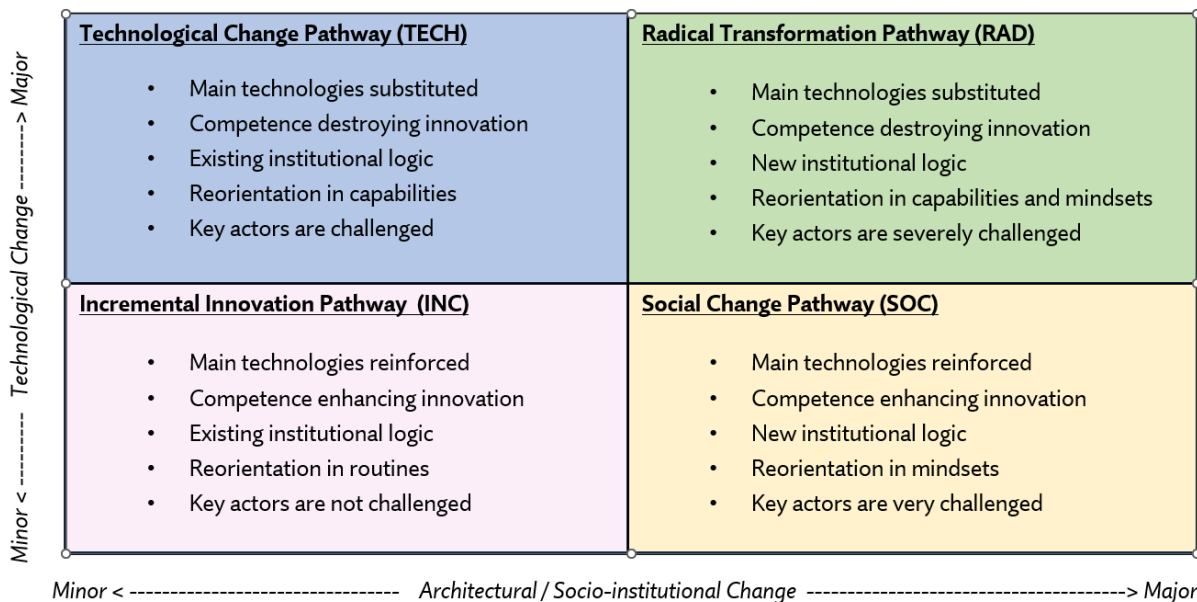 Technological Change Pathway (TECH)
• Main technologies substituted
• Competence destroying innovation
• Existing institutional logic
• Reorientation in capabilities
• Key actors are challenged
Radical Transformation Pathway (RAD)
• Main technologies substituted
• Competence destroying innovation
• New institutional logic
• Reorientation in capabilities and mindsets
• Key actors are severely challenged
Incremental Innovation Pathway (INC)
• Main technologies reinforced
• Competence enhancing innovation
• Existing institutional logic
• Reorientation in routines
• Key actors are not challenged
Social Change Pathway (SOC)
• Main technologies reinforced
• Competence enhancing innovation
• New institutional logic
• Reorientation in mindsets
• Key actors are very challenged
Minor < ---------- Technological Change --------> Major
Minor < --------------------------------- Architectural / Socio-institutional Change ---------------------------------------> Major